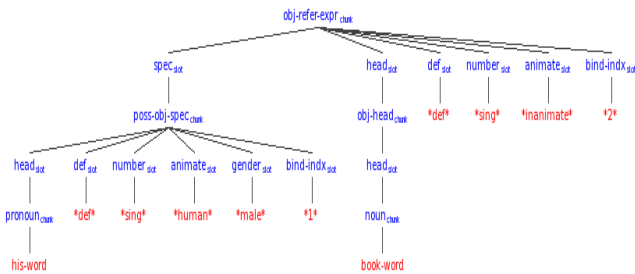 obj-refer-expr chunk
spec slot head slot def slot number slot animate slot bind-indx slot
poss-obj-spec chunk obj-head chunk *def* *sing* *inanimate* *2*
head slot def slot number slot animate slot gender slot bind-indx slot head slot
pronoun chunk *def* *sing* *human* *male* *1* noun chunk
his-word book-word